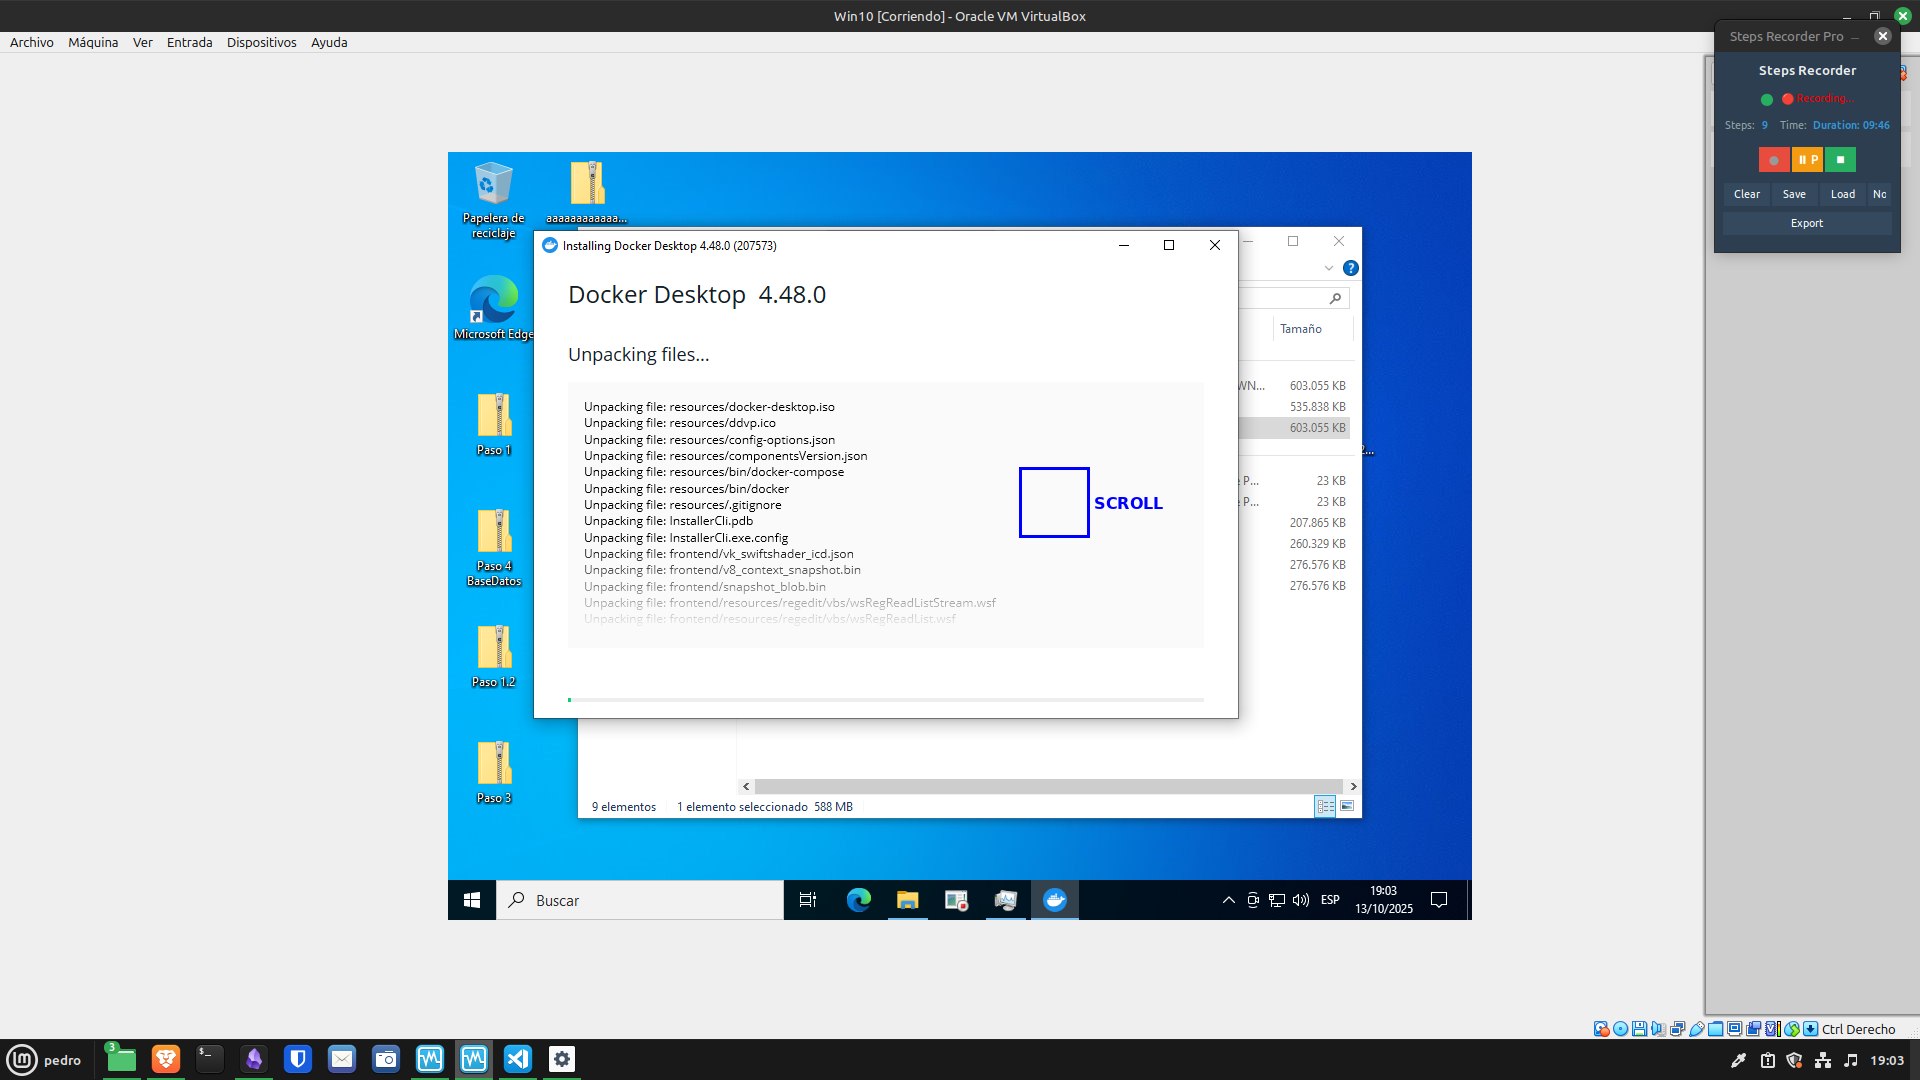 Win10 [Corriendo] - Oracle VM VirtualBox
Archivo Máquina Ver Entrada Dispositivos Ayuda
Steps Recorder Pro
Steps Recorder
Recording...
Steps: 9 Time: Duration: 09:46
P
Clear Save Load No
Export
Papelera de
reciclaje
aaaaaaaaaaaa...
Microsoft Edge
Paso 1
Paso 4
BaseDatos
Paso 1.2
Paso 3
Installing Docker Desktop 4.48.0 (207573)
Docker Desktop 4.48.0
Unpacking files...
Unpacking file: resources/docker-desktop.iso
Unpacking file: resources/ddvp.ico
Unpacking file: resources/config-options.json
Unpacking file: resources/componentsVersion.json
Unpacking file: resources/bin/docker-compose
Unpacking file: resources/bin/docker
Unpacking file: resources/.gitignore
Unpacking file: InstallerCli.pdb
Unpacking file: InstallerCli.exe.config
Unpacking file: frontend/vk_swiftshader_icd.json
Unpacking file: frontend/v8_context_snapshot.bin
Unpacking file: frontend/snapshot_blob.bin
Unpacking file: frontend/resources/regedit/vbs/wsRegReadListStream.wsf
Unpacking file: frontend/resources/regedit/vbs/wsRegReadList.wsf
SCROLL
Tamaño
WN... 603.055 KB
535.838 KB
603.055 KB
P... 23 KB
P... 23 KB
207.865 KB
260.329 KB
276.576 KB
276.576 KB
2...
9 elementos 1 elemento seleccionado 588 MB
Buscar
ESP
19:03
13/10/2025
Ctrl Derecho
3
pedro
19:03